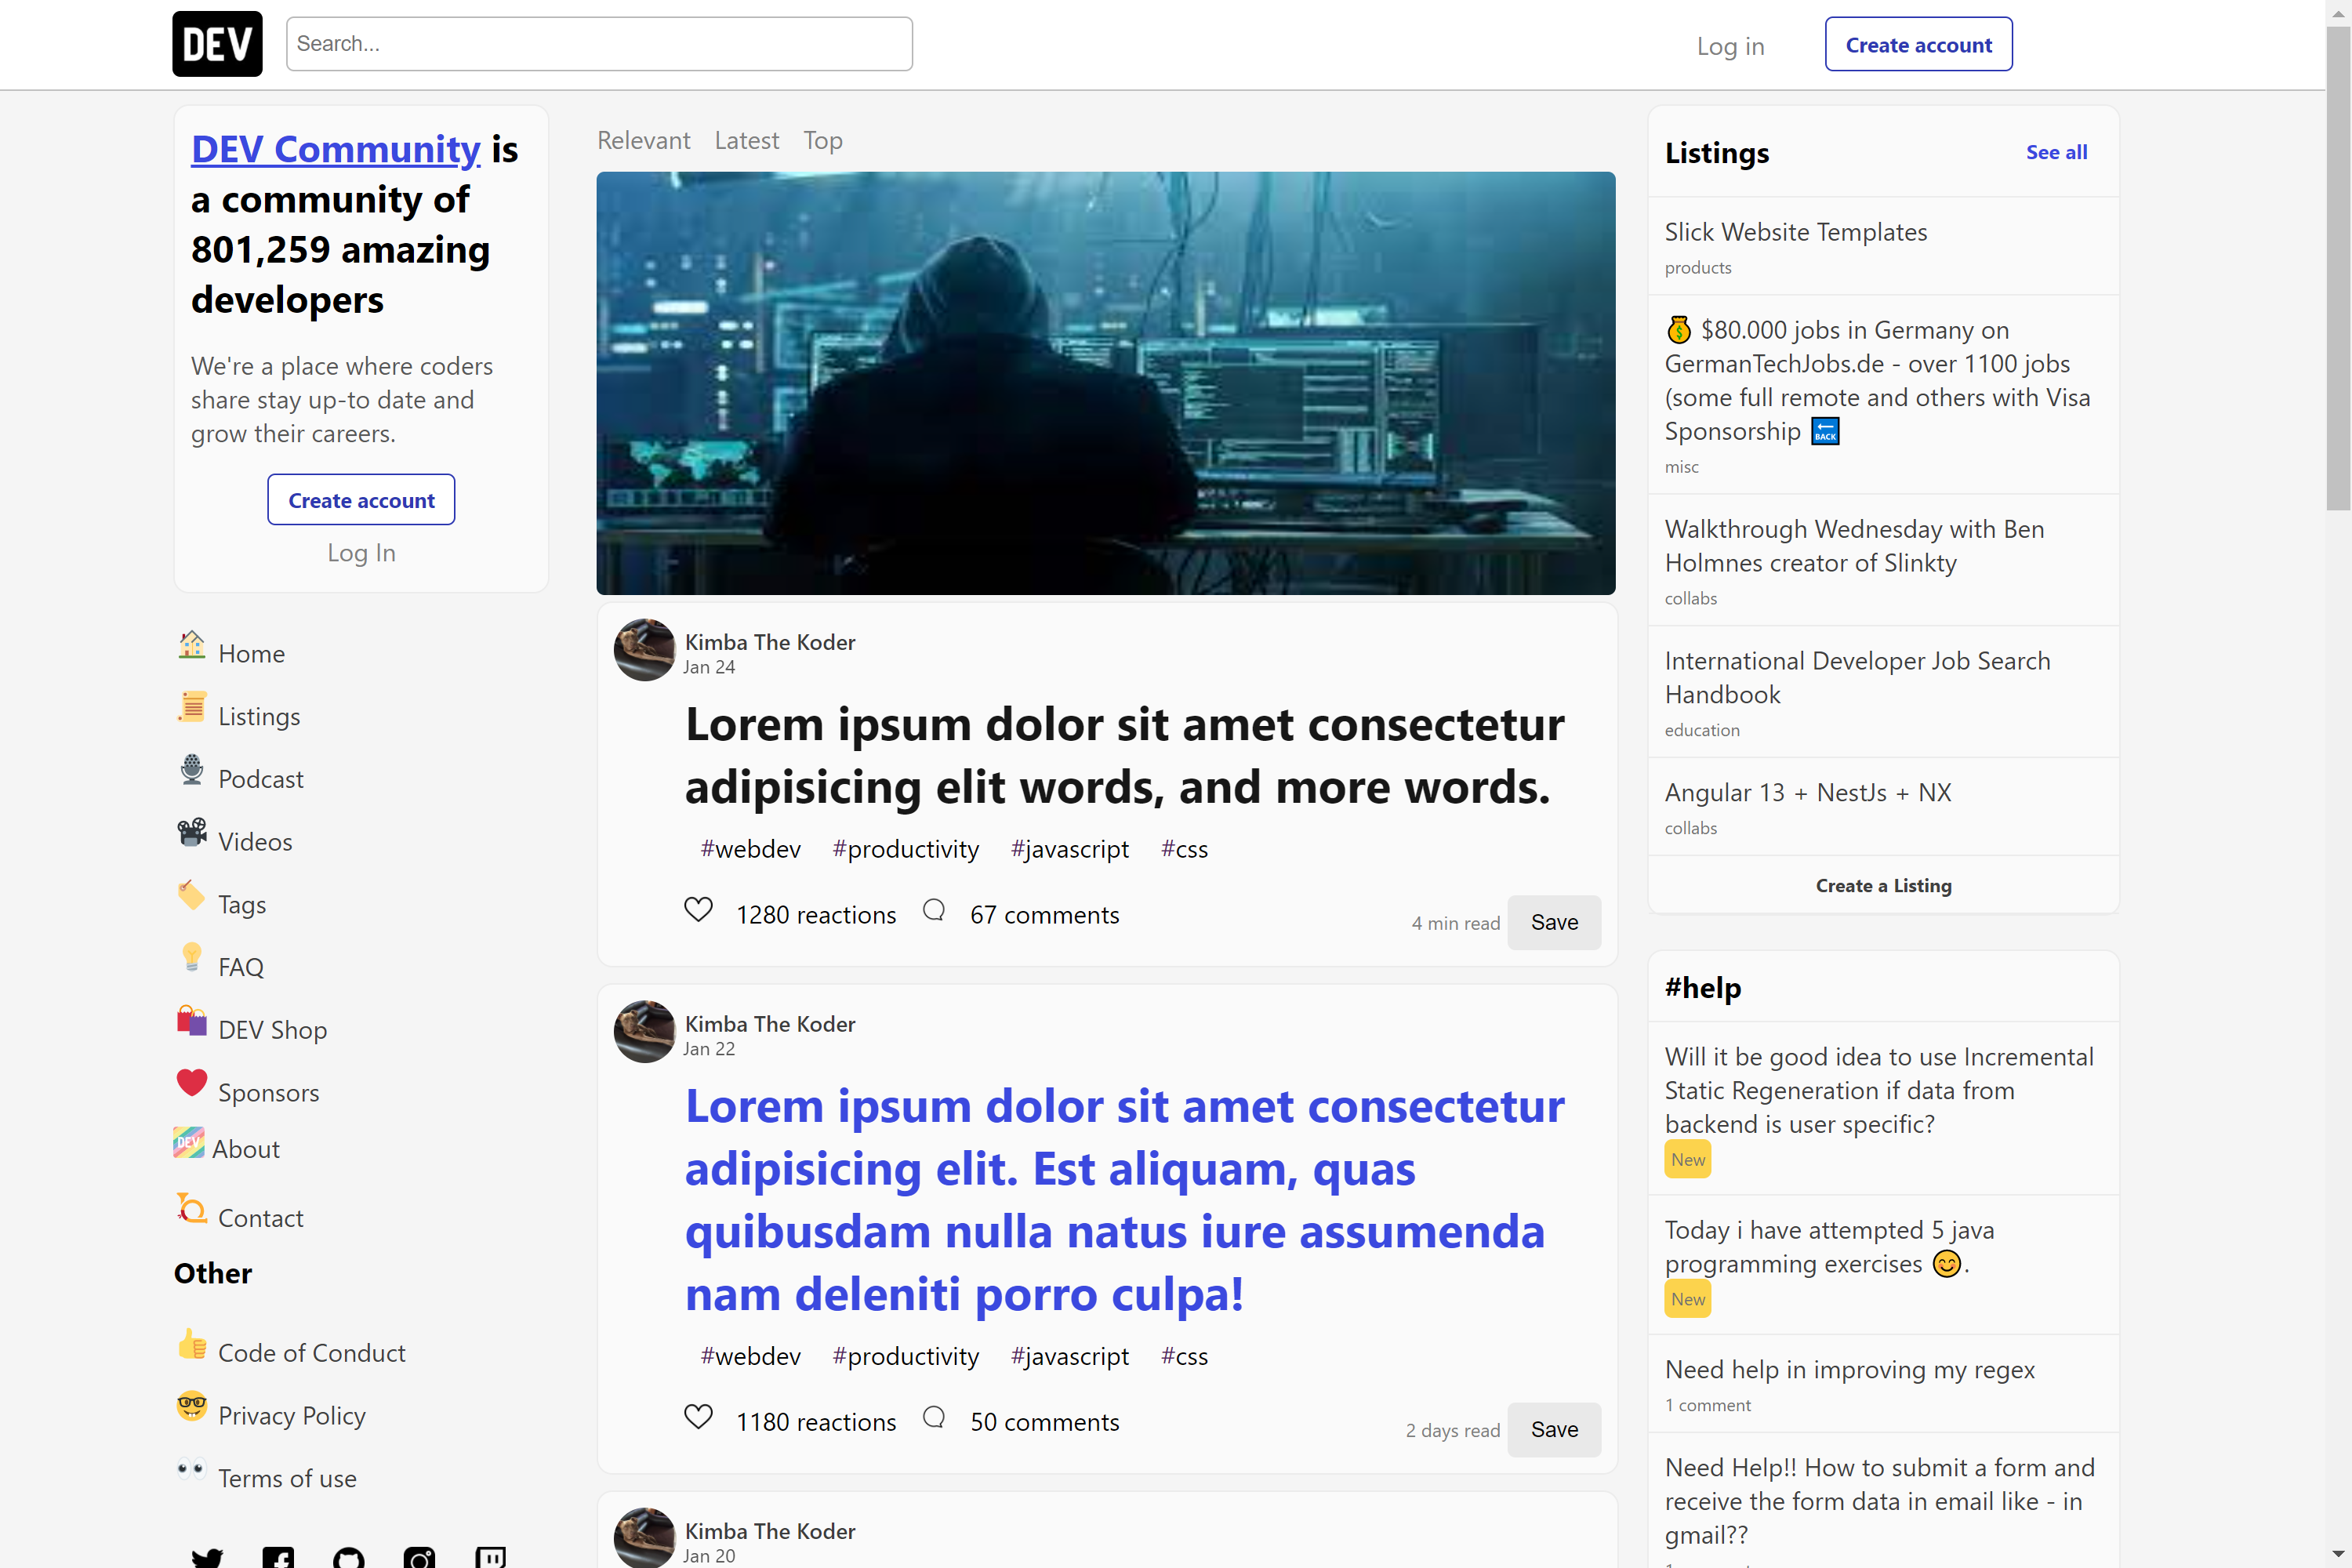 DEV
Search...
Log in
Create account
DEV Community is
a community of
801,259 amazing
developers
We're a place where coders
share stay up-to date and
grow their careers.
Create account
Log In
Home
Listings
Podcast
Videos
Tags
FAQ
DEV Shop
Sponsors
DEV
About
Contact
Other
Code of Conduct
Privacy Policy
Terms of use
Relevant Latest Top
Kimba The Koder
Jan 24
Lorem ipsum dolor sit amet consectetur
adipisicing elit words, and more words.
#webdev #productivity #javascript #css
1280 reactions 67 comments
4 min read Save
Kimba The Koder
Jan 22
Lorem ipsum dolor sit amet consectetur
adipisicing elit. Est aliquam, quas
quibusdam nulla natus iure assumenda
nam deleniti porro culpa!
#webdev #productivity #javascript #css
1180 reactions 50 comments
2 days read Save
Kimba The Koder
Jan 20
Listings See all
Slick Website Templates
products
💰 $80.000 jobs in Germany on
GermanTechJobs.de - over 1100 jobs
(some full remote and others with Visa
Sponsorship 🔙
misc
Walkthrough Wednesday with Ben
Holmnes creator of Slinkty
collabs
International Developer Job Search
Handbook
education
Angular 13 + NestJs + NX
collabs
Create a Listing
#help
Will it be good idea to use Incremental
Static Regeneration if data from
backend is user specific?
New
Today i have attempted 5 java
programming exercises 😊.
New
Need help in improving my regex
1 comment
Need Help!! How to submit a form and
receive the form data in email like - in
gmail??